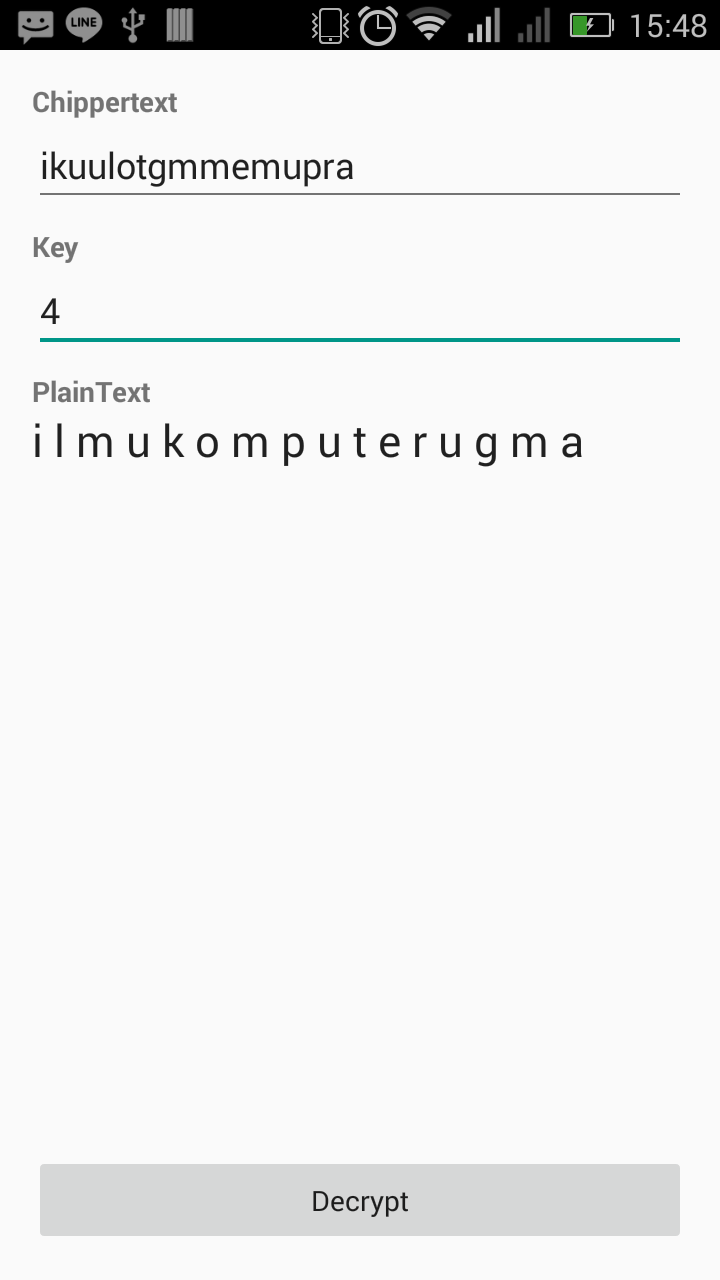 LINE 15:48
Chippertext
ikuulotgmmemupra
Key
4
PlainText
i l m u k o m p u t e r u g m a
Decrypt